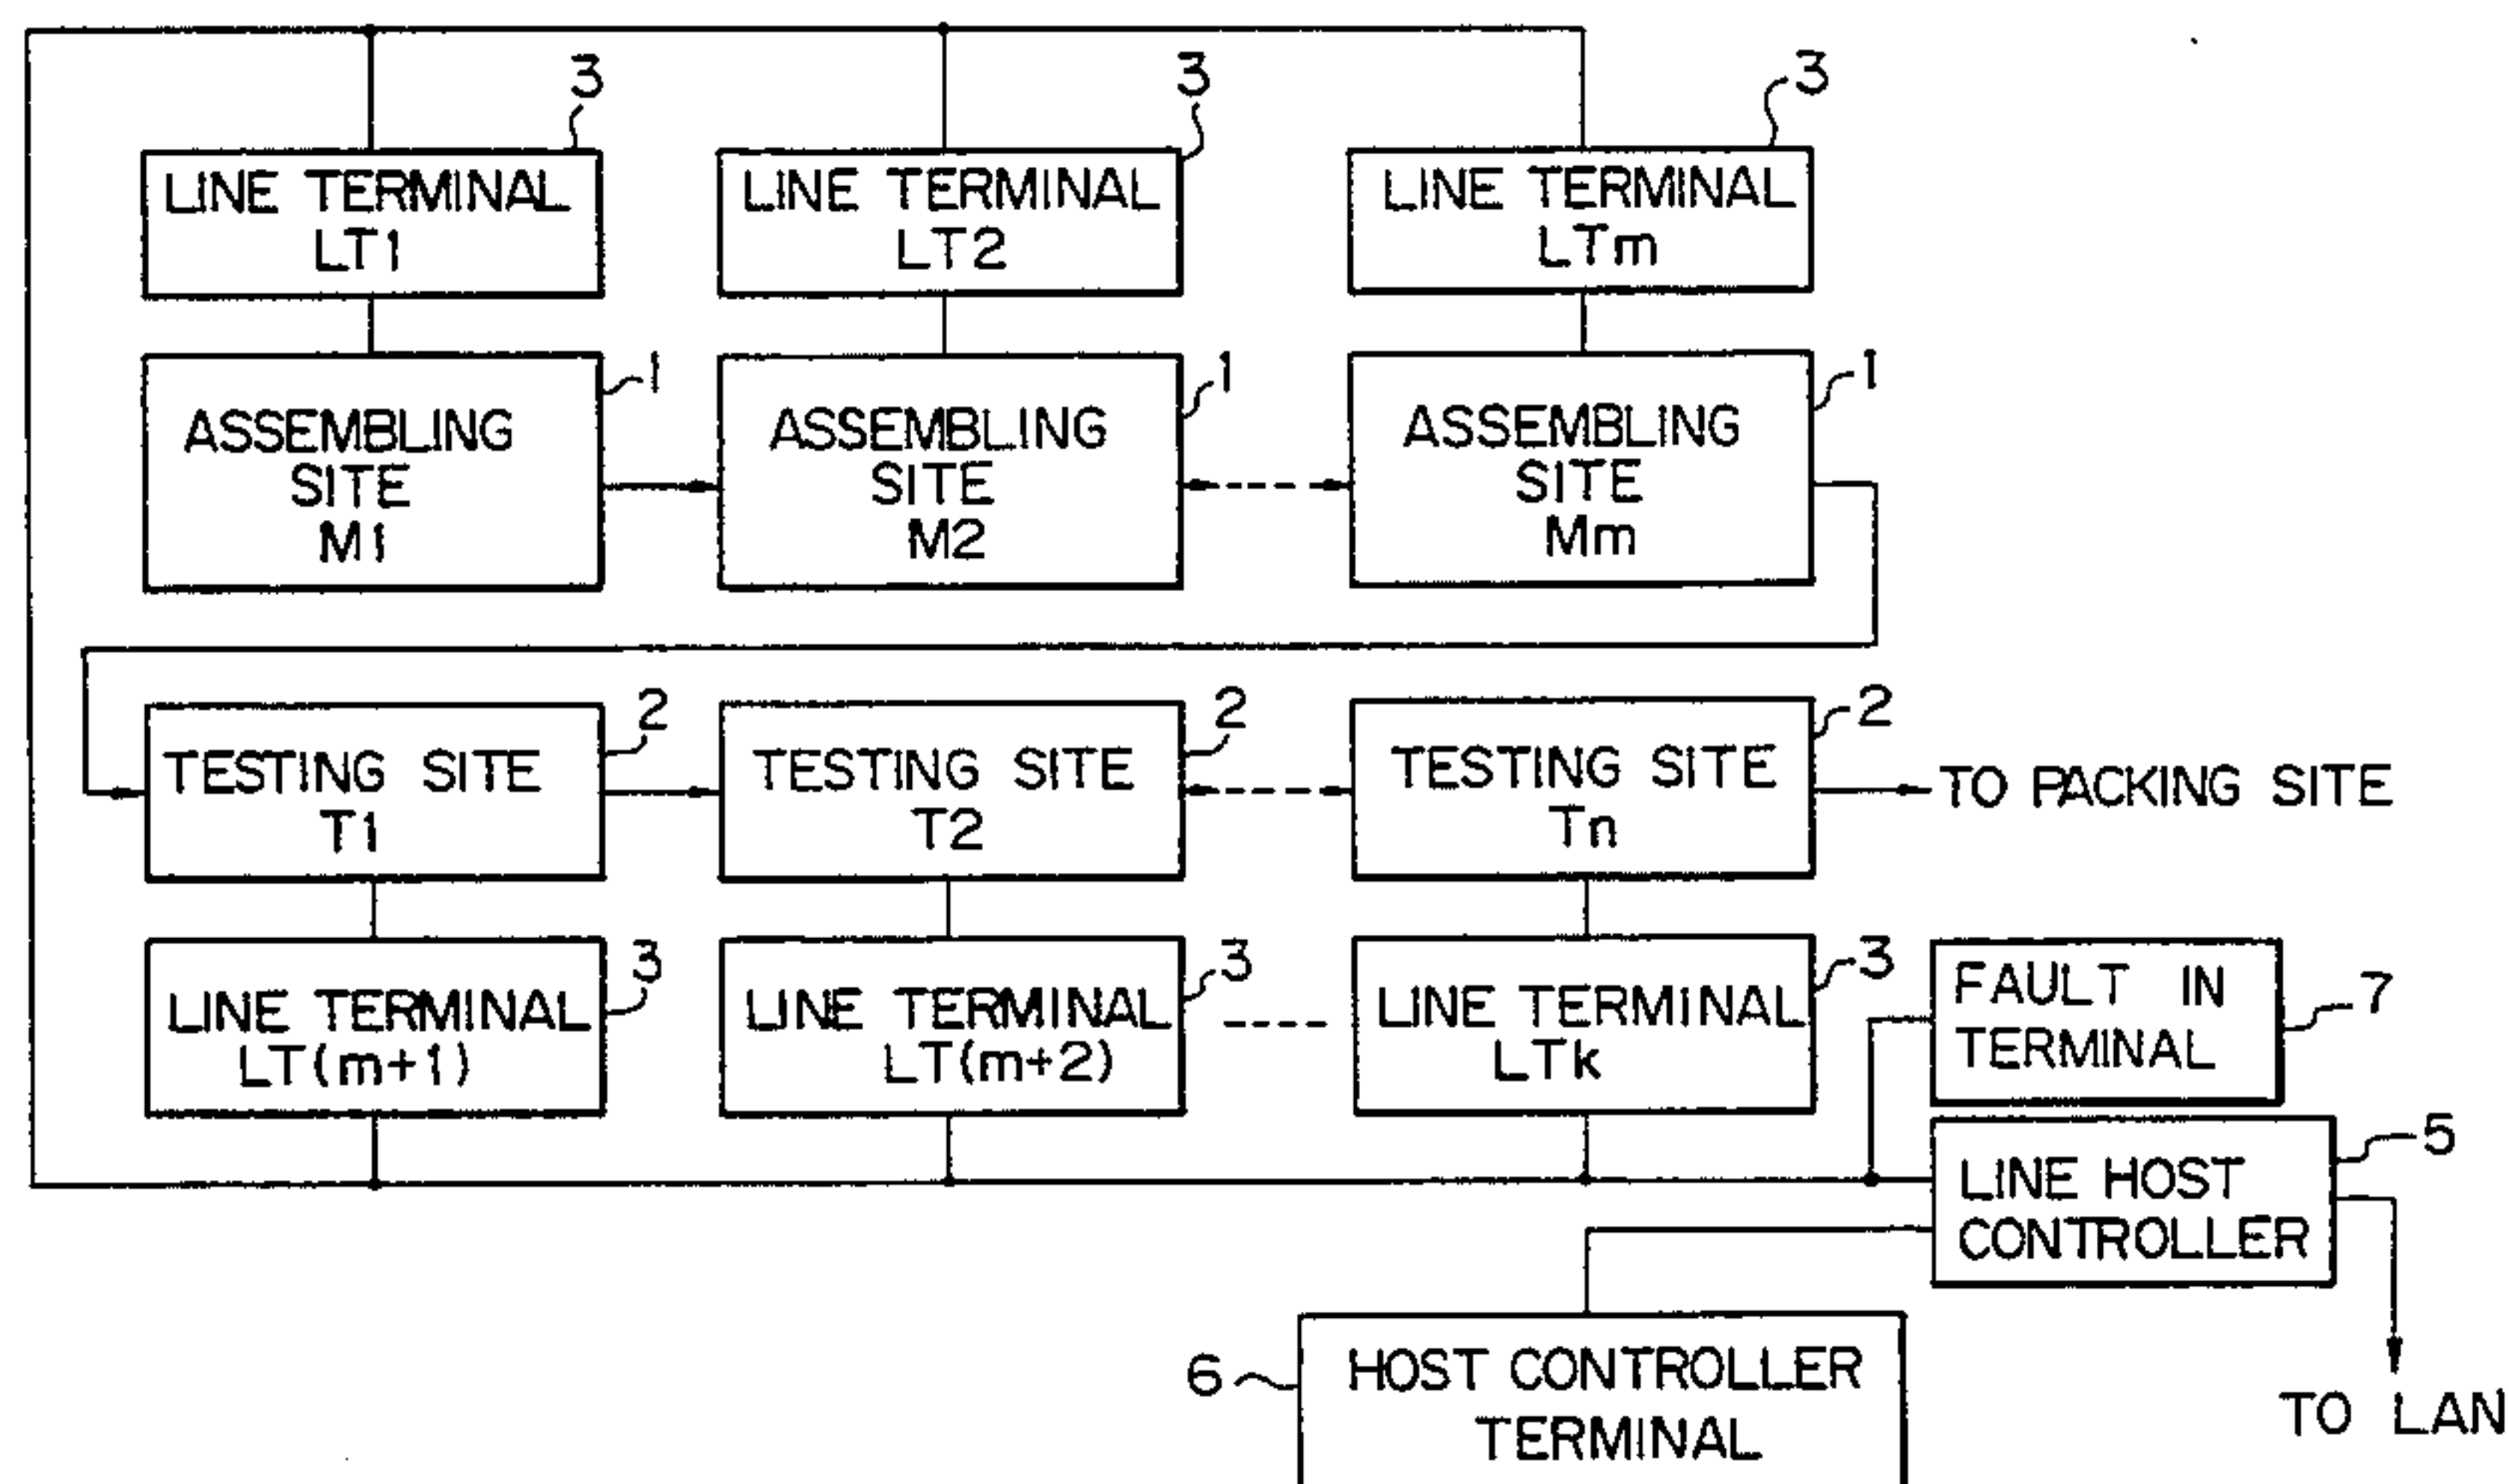 3
3
3
LINE TERMINAL
LT1
LINE TERMINAL
LT2
LINE TERMINAL
LTm
1
1
1
ASSEMBLING
SITE
M1
ASSEMBLING
SITE
M2
ASSEMBLING
SITE
Mm
2
2
2
TESTING SITE
T1
TESTING SITE
T2
TESTING SITE
Tn
TO PACKING SITE
3
3
3
LINE TERMINAL
LT(m+1)
LINE TERMINAL
LT(m+2)
LINE TERMINAL
LTk
FAULT IN
TERMINAL
7
5
LINE HOST
CONTROLLER
6
HOST CONTROLLER
TERMINAL
TO LAN